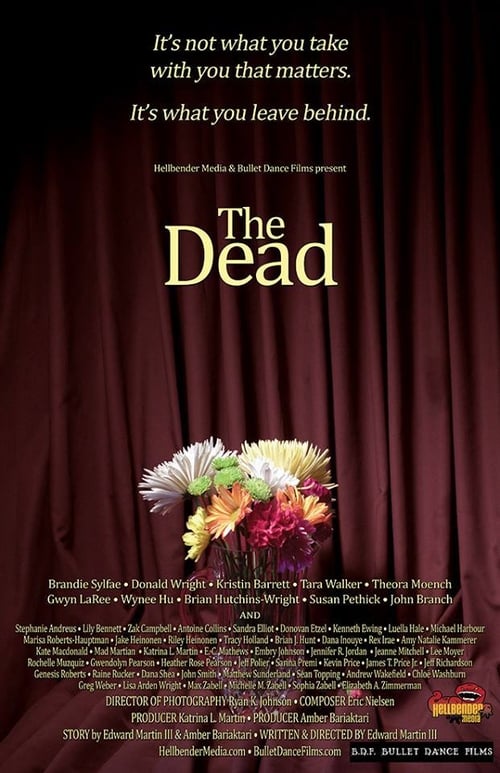 It's not what you take
with you that matters.
It's what you leave behind.
Hellbender Media & Bullet Dance Films present
The
Dead
Brandie Sylfae • Donald Wright • Kristin Barrett • Tara Walker • Theora Moench
Gwyn LaRee • Wynee Hu • Brian Hutchins-Wright • Susan Pethick • John Branch
AND
Stephanie Andreus • Lily Bennett • Zak Campbell • Antoine Collins • Sandra Elliot • Donovan Etzel • Kenneth Ewing • Luella Hale • Michael Harbour
Marisa Roberts-Hauptman • Jake Heinonen • Riley Heinonen • Tracy Holland • Brian J. Hunt • Dana Inouye • Rex Irae • Amy Natalie Kammerer
Kate Macdonald • Mad Martian • Katrina L. Martin • E-C Mathews • Embry Johnson • Jennifer R. Jordan • Jeanne Mitchell • Lee Moyer
Rochelle Muzquiz • Gwendolyn Pearson • Heather Rose Pearson • Jeff Polier • Sarina Premi • Kevin Price • James T. Price Jr. • Jeff Richardson
Genesis Roberts • Raine Rucker • Dana Shea • John Smith • Matthew Sunderland • Sean Topping • Andrew Wakefield • Chloe Washburn
Greg Weber • Lisa Arden Wright • Max Zabell • Michelle M. Zabell • Sophia Zabell • Elizabeth A. Zimmerman
DIRECTOR OF PHOTOGRAPHY Ryan K. Johnson • COMPOSER Eric Nielsen
PRODUCER Katrina L. Martin • PRODUCER Amber Bariaktari
STORY by Edward Martin III & Amber Bariaktari • WRITTEN & DIRECTED BY Edward Martin III
HellbenderMedia.com • BulletDanceFilms.com
HELLBENDER
MEDIA
B.D.F. BULLET DANCE FILMS